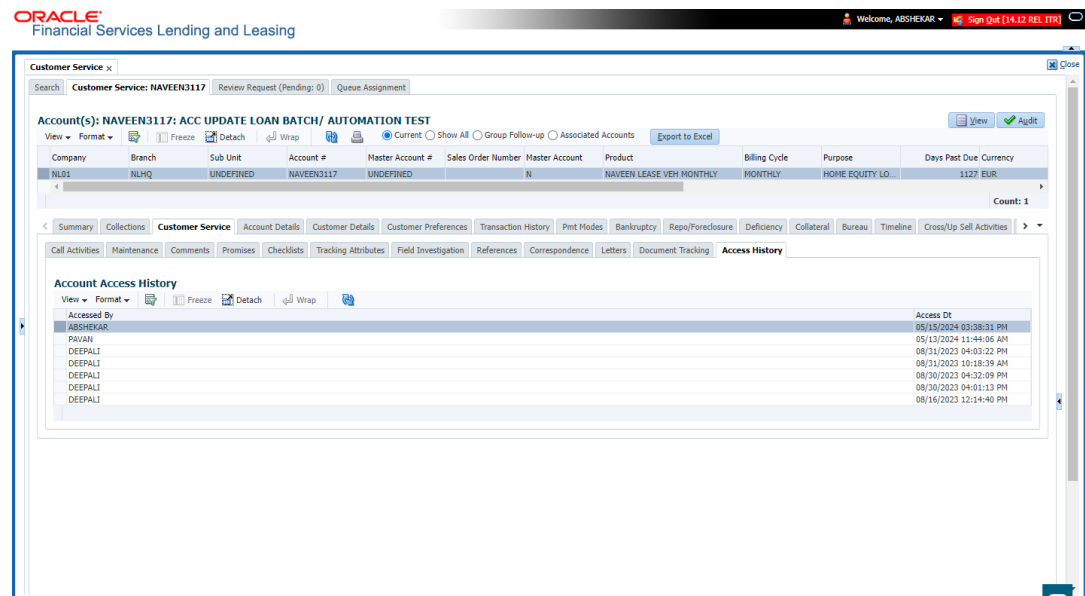 ORACLE
Financial Services Lending and Leasing
Welcome, ABSHEKAR
Sign Out [14.12 REL ITR]
Customer Service x
Close
Search Customer Service: NAVEEN3117 Review Request (Pending: 0) Queue Assignment
Account(s): NAVEEN3117: ACC UPDATE LOAN BATCH/ AUTOMATION TEST
View Audit
View Format Freeze Detach Wrap Current Show All Group Follow-up Associated Accounts Export to Excel
Company Branch Sub Unit Account # Master Account # Sales Order Number Master Account Product Billing Cycle Purpose Days Past Due Currency
NL01 NLHQ UNDEFINED NAVEEN3117 UNDEFINED N NAVEEN LEASE VEH MONTHLY MONTHLY HOME EQUITY LO... 1127 EUR
Count: 1
Summary Collections Customer Service Account Details Customer Details Customer Preferences Transaction History Pmt Modes Bankruptcy Repo/Foreclosure Deficiency Collateral Bureau Timeline Cross/Up Sell Activities
Call Activities Maintenance Comments Promises Checklists Tracking Attributes Field Investigation References Correspondence Letters Document Tracking Access History
Account Access History
View Format Freeze Detach Wrap
Accessed By Access Dt
ABSHEKAR 05/15/2024 03:38:31 PM
PAVAN 05/13/2024 11:44:06 AM
DEEPALI 08/31/2023 04:03:22 PM
DEEPALI 08/31/2023 10:18:39 AM
DEEPALI 08/30/2023 04:32:09 PM
DEEPALI 08/30/2023 04:01:13 PM
DEEPALI 08/16/2023 12:14:40 PM